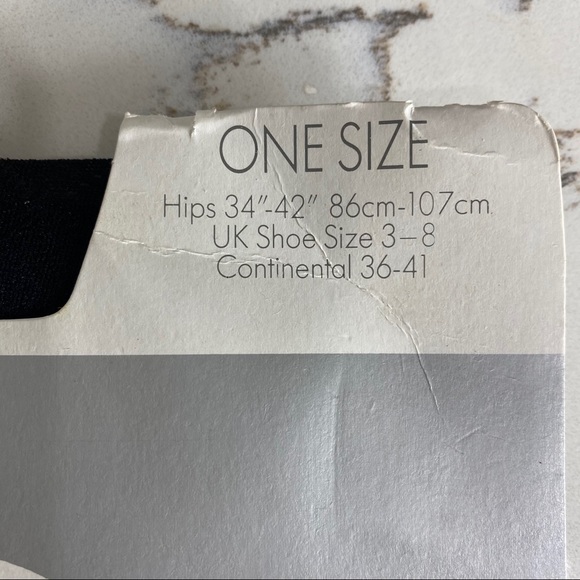 ONE SIZE
Hips 34"-42" 86cm-107cm
UK Shoe Size 3–8
Continental 36-41